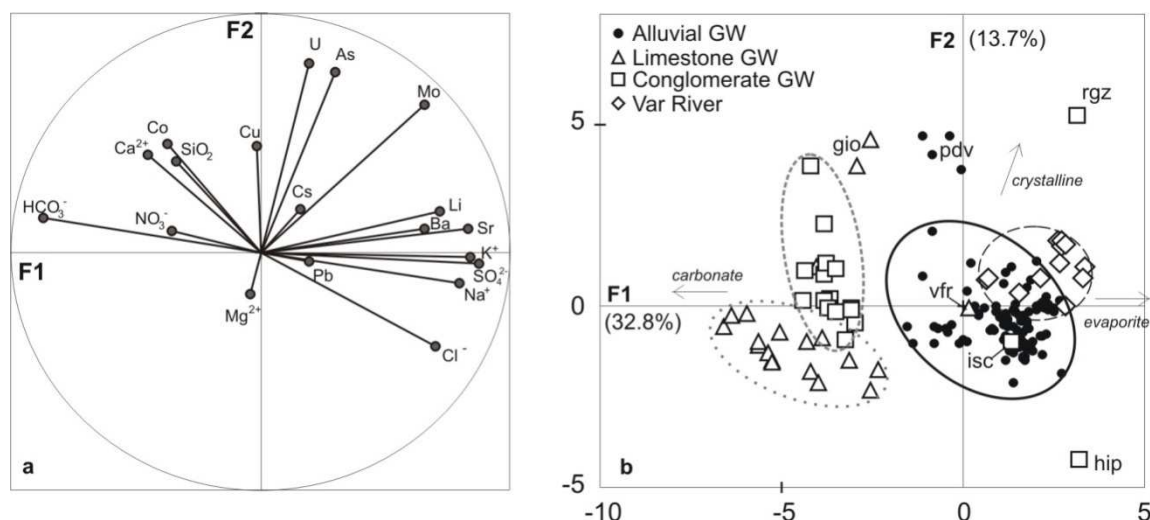 F2
U
As
Mo
Co
Cu
Ca2+
SiO2
Cs
HCO3-
Li
NO3-
Ba
Sr
K+
F1
Pb
SO42-
Na+
Mg2+
Cl -
a
Alluvial GW
F2 (13.7%)
Limestone GW
Conglomerate GW
Var River
rgz
5
gio
pdv
crystalline
carbonate
vfr
F1
0
evaporite
(32.8%)
isc
b
hip
-5
-10
-5
0
5